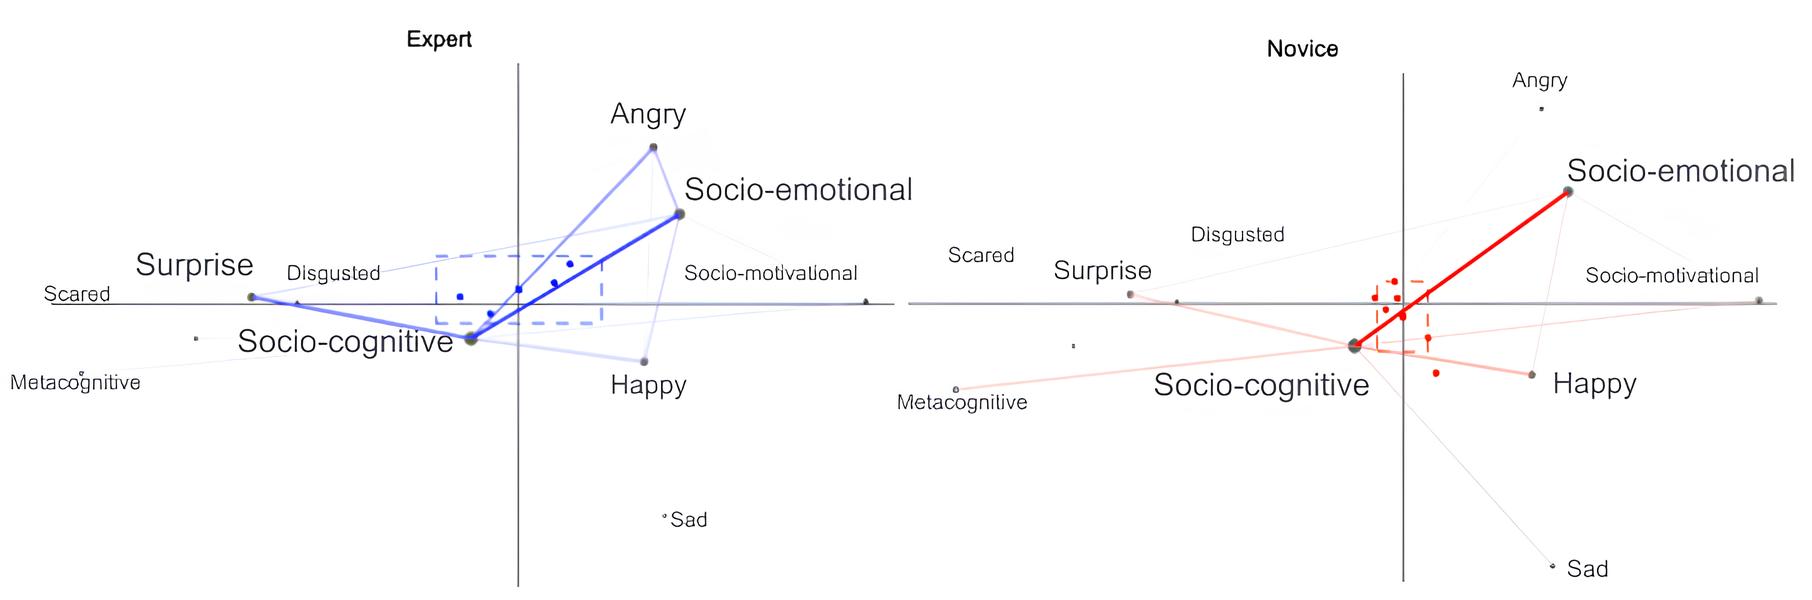 Expert
Angry
Socio-emotional
Surprise
Disgusted
Socio-motivational
Scared
Socio-cognitive
Metacognitive
Happy
Sad
Novice
Angry
Socio-emotional
Disgusted
Scared
Surprise
Socio-motivational
Metacognitive
Socio-cognitive
Happy
Sad